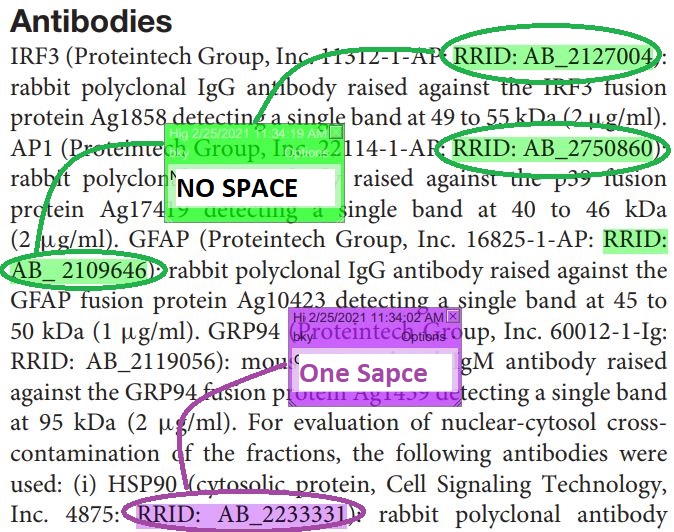 Antibodies
IRF3 (Proteintech Group, Inc. 11312-1-AP: RRID: AB_2127004):
rabbit polyclonal IgG antibody raised against the IRF3 fusion
protein Ag1858 detecting a single band at 49 to 55 kDa (2 μg/ml).
Hig 2/25/2021 11:34:19 AM
AP1 (Proteintech Group, Inc. 22114-1-AP: RRID: AB_2750860):
bky Options
rabbit polyclon raised against the p39 fusion
NO SPACE
protein Ag17419 detecting a single band at 40 to 46 kDa
(2 μg/ml). GFAP (Proteintech Group, Inc. 16825-1-AP: RRID:
AB_ 2109646): rabbit polyclonal IgG antibody raised against the
GFAP fusion protein Ag10423 detecting a single band at 45 to
Hi 2/25/2021 11:34:02 AM
50 kDa (1 μg/ml). GRP94 (Proteintech Group, Inc. 60012-1-Ig:
bky Options
RRID: AB_2119056): IgM antibody raised
One Sapce
against the GRP94 fusion protein Ag1459 detecting a single band
at 95 kDa (2 μg/ml). For evaluation of nuclear-cytosol cross-
contamination of the fractions, the following antibodies were
used: (i) HSP90 (cytosolic protein, Cell Signaling Technology,
Inc. 4875: RRID: AB_2233331): rabbit polyclonal antibody